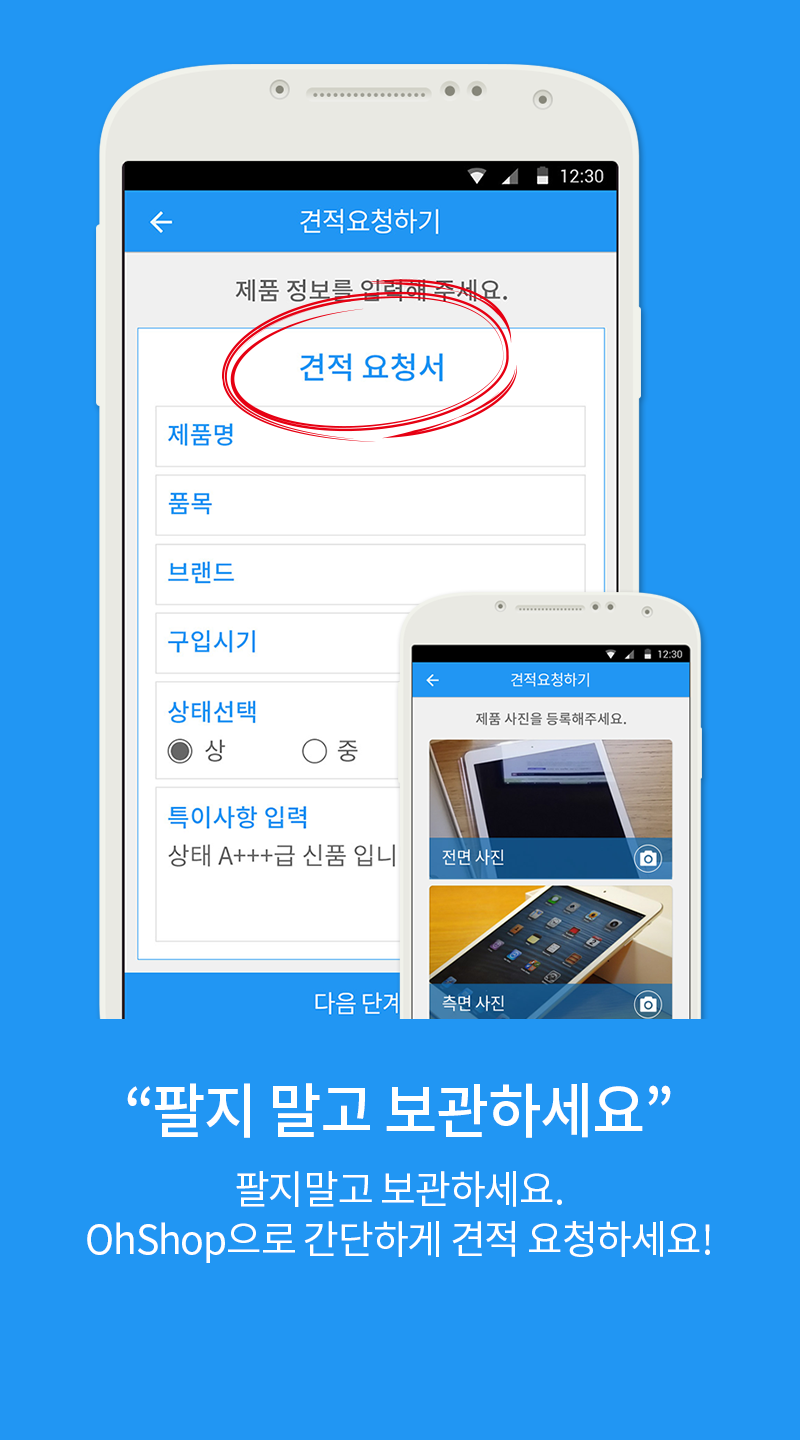 12:30
견적요청하기
제품 정보를 입력해 주세요.
견적 요청서
제품명
품목
브랜드
구입시기
상태선택
상 중
특이사항 입력
상태 A+++급 신품 입니
다음 단계
12:30
견적요청하기
제품 사진을 등록해주세요.
전면 사진
측면 사진
“팔지 말고 보관하세요”
팔지말고 보관하세요.
OhShop으로 간단하게 견적 요청하세요!